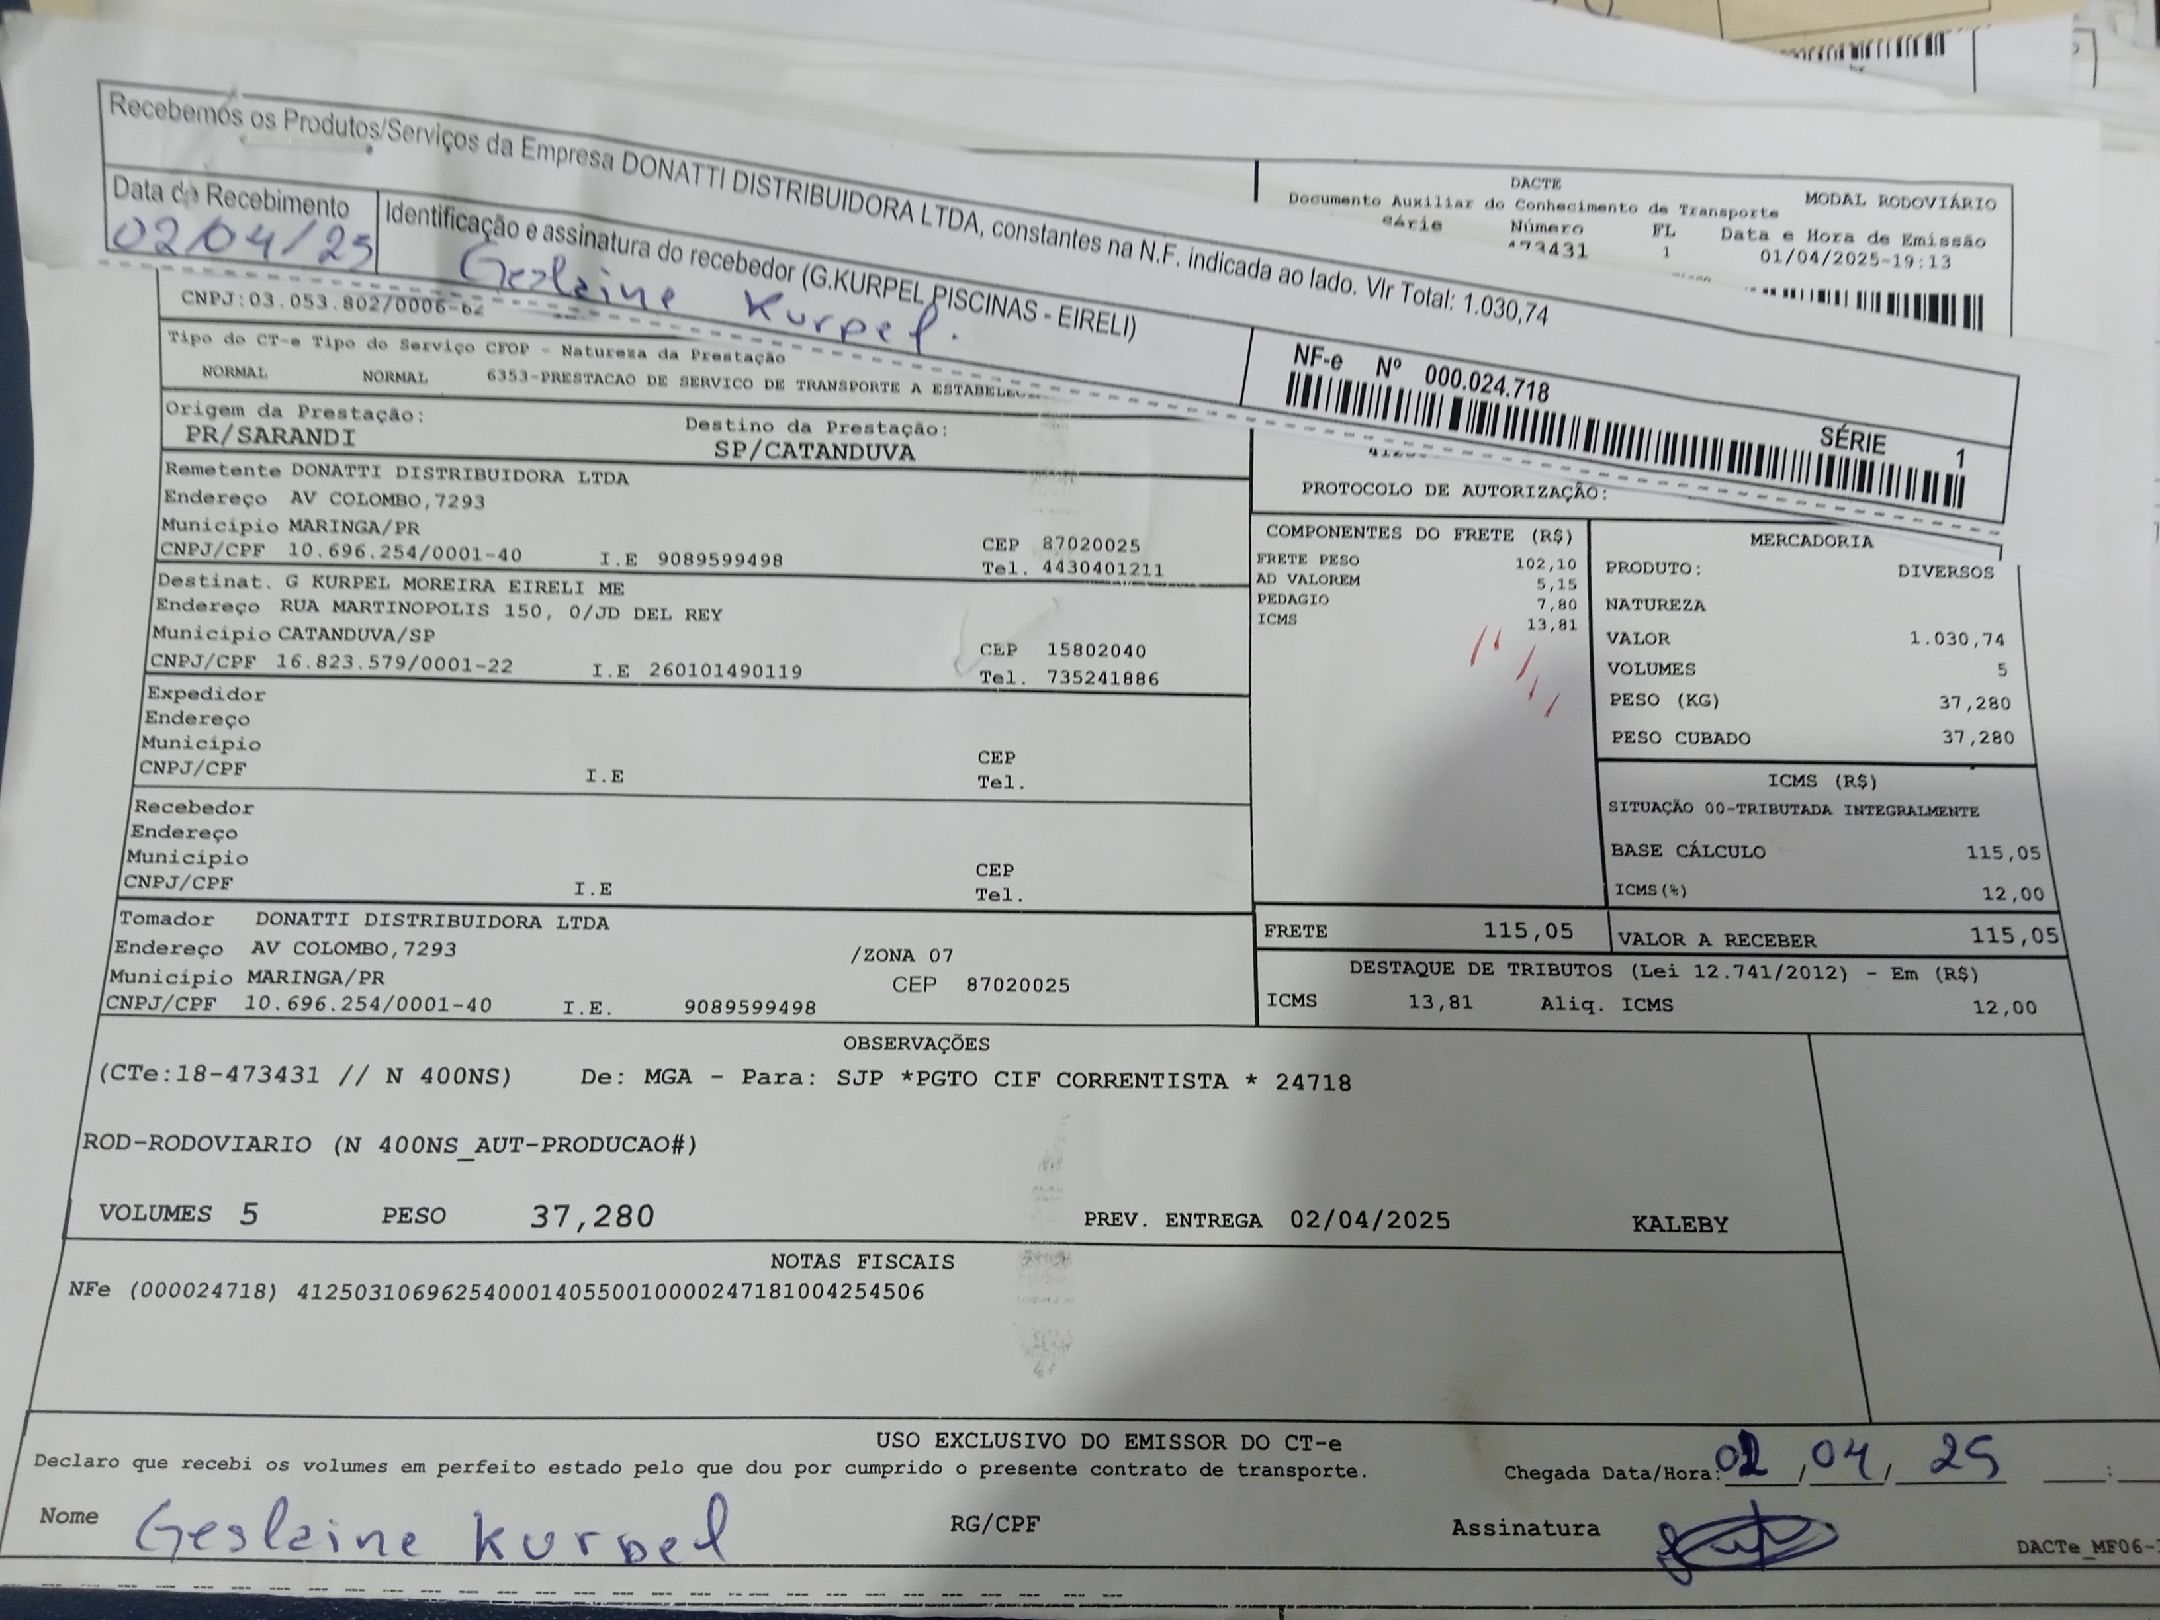 Recebemos os Produtos/Serviços da Empresa DONATTI DISTRIBUIDORA LTDA, constantes na N.F. indicada ao lado. Vlr Total: 1.030,74
Data de Recebimento
02/04/25
Identificação e assinatura do recebedor (G.KURPEL PISCINAS - EIRELI)
Geslaine Kurpel.
NF-e Nº 000.024.718
SÉRIE 1
DACTE
MODAL RODOVIÁRIO
Documento Auxiliar do Conhecimento de Transporte
Série Número FL Data e Hora de Emissão
473431 1 01/04/2025-19:13
CNPJ:03.053.802/0006-62
Tipo do CT-e Tipo do Serviço CFOP - Natureza da Prestação
NORMAL NORMAL 6353-PRESTACAO DE SERVICO DE TRANSPORTE A
Origem da Prestação: Destino da Prestação:
PR/SARANDI SP/CATANDUVA
PROTOCOLO DE AUTORIZAÇÃO:
Remetente DONATTI DISTRIBUIDORA LTDA
Endereço AV COLOMBO,7293
Município MARINGA/PR CEP 87020025
CNPJ/CPF 10.696.254/0001-40 I.E 9089599498 Tel. 4430401211
Destinat. G KURPEL MOREIRA EIRELI ME
Endereço RUA MARTINOPOLIS 150, 0/JD DEL REY
Município CATANDUVA/SP CEP 15802040
CNPJ/CPF 16.823.579/0001-22 I.E 260101490119 Tel. 735241886
Expedidor
Endereço
Município CEP
CNPJ/CPF I.E Tel.
Recebedor
Endereço
Município CEP
CNPJ/CPF I.E Tel.
Tomador DONATTI DISTRIBUIDORA LTDA
Endereço AV COLOMBO,7293 /ZONA 07
Município MARINGA/PR CEP 87020025
CNPJ/CPF 10.696.254/0001-40 I.E. 9089599498
COMPONENTES DO FRETE (R$)
FRETE PESO 102,10
AD VALOREM 5,15
PEDAGIO 7,80
ICMS 13,81
MERCADORIA
PRODUTO: DIVERSOS
NATUREZA
VALOR 1.030,74
VOLUMES 5
PESO (KG) 37,280
PESO CUBADO 37,280
ICMS (R$)
SITUAÇÃO 00-TRIBUTADA INTEGRALMENTE
BASE CÁLCULO 115,05
ICMS(%) 12,00
FRETE 115,05 VALOR A RECEBER 115,05
DESTAQUE DE TRIBUTOS (Lei 12.741/2012) - Em (R$)
ICMS 13,81 Aliq. ICMS 12,00
OBSERVAÇÕES
(CTe:18-473431 // N 400NS) De: MGA - Para: SJP *PGTO CIF CORRENTISTA * 24718
ROD-RODOVIARIO (N 400NS_AUT-PRODUCAO#)
VOLUMES 5 PESO 37,280 PREV. ENTREGA 02/04/2025 KALEBY
NOTAS FISCAIS
NFe (000024718) 41250310696254000140550010000247181004254506
USO EXCLUSIVO DO EMISSOR DO CT-e
Declaro que recebi os volumes em perfeito estado pelo que dou por cumprido o presente contrato de transporte. Chegada Data/Hora: 02/04/25 :
Nome Geslaine Kurpel RG/CPF Assinatura
DACTe_MF06-